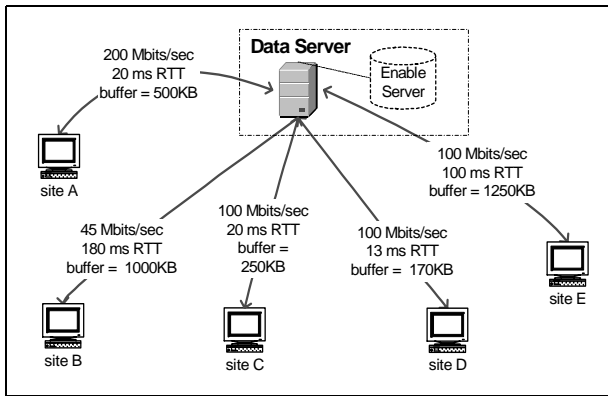 Data Server
Enable
Server
200 Mbits/sec
20 ms RTT
buffer = 500KB
site A
45 Mbits/sec
180 ms RTT
buffer = 1000KB
site B
100 Mbits/sec
20 ms RTT
buffer =
250KB
site C
100 Mbits/sec
13 ms RTT
buffer = 170KB
site D
100 Mbits/sec
100 ms RTT
buffer = 1250KB
site E